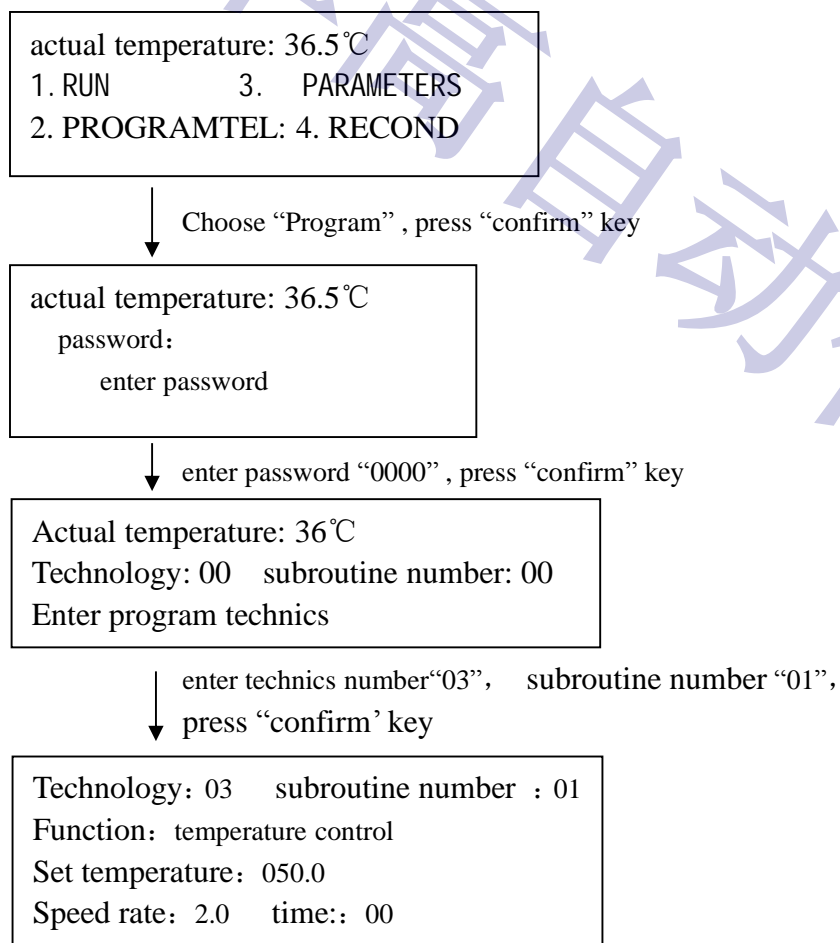 高自动
actual temperature: 36.5℃
1. RUN 3. PARAMETERS
2. PROGRAMTEL: 4. RECOND
Choose “Program” , press “confirm” key
actual temperature: 36.5℃
password：
enter password
enter password “0000” , press “confirm” key
Actual temperature: 36℃
Technology: 00 subroutine number: 00
Enter program technics
enter technics number“03”， subroutine number “01”，
press “confirm’ key
Technology：03 subroutine number ：01
Function：temperature control
Set temperature：050.0
Speed rate：2.0 time:：00